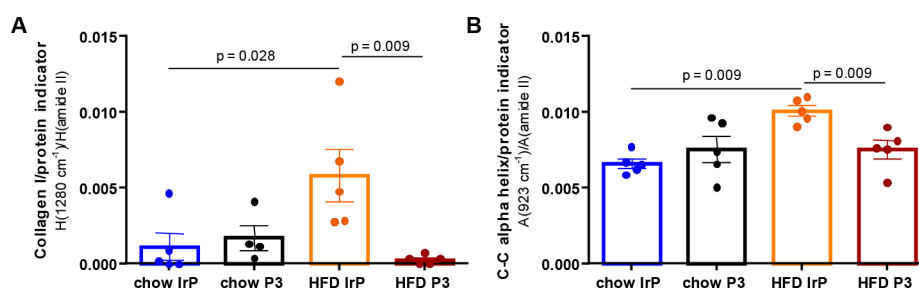 A
Collagen I/protein indicator
H(1280 cm⁻¹)/H(amide II)
0.015
0.010
0.005
0.000
p = 0.028
p = 0.009
chow IrP
chow P3
HFD IrP
HFD P3
B
C-C alpha helix/protein indicator
A(923 cm⁻¹)/A(amide II)
0.015
0.010
0.005
0.000
p = 0.009
p = 0.009
chow IrP
chow P3
HFD IrP
HFD P3